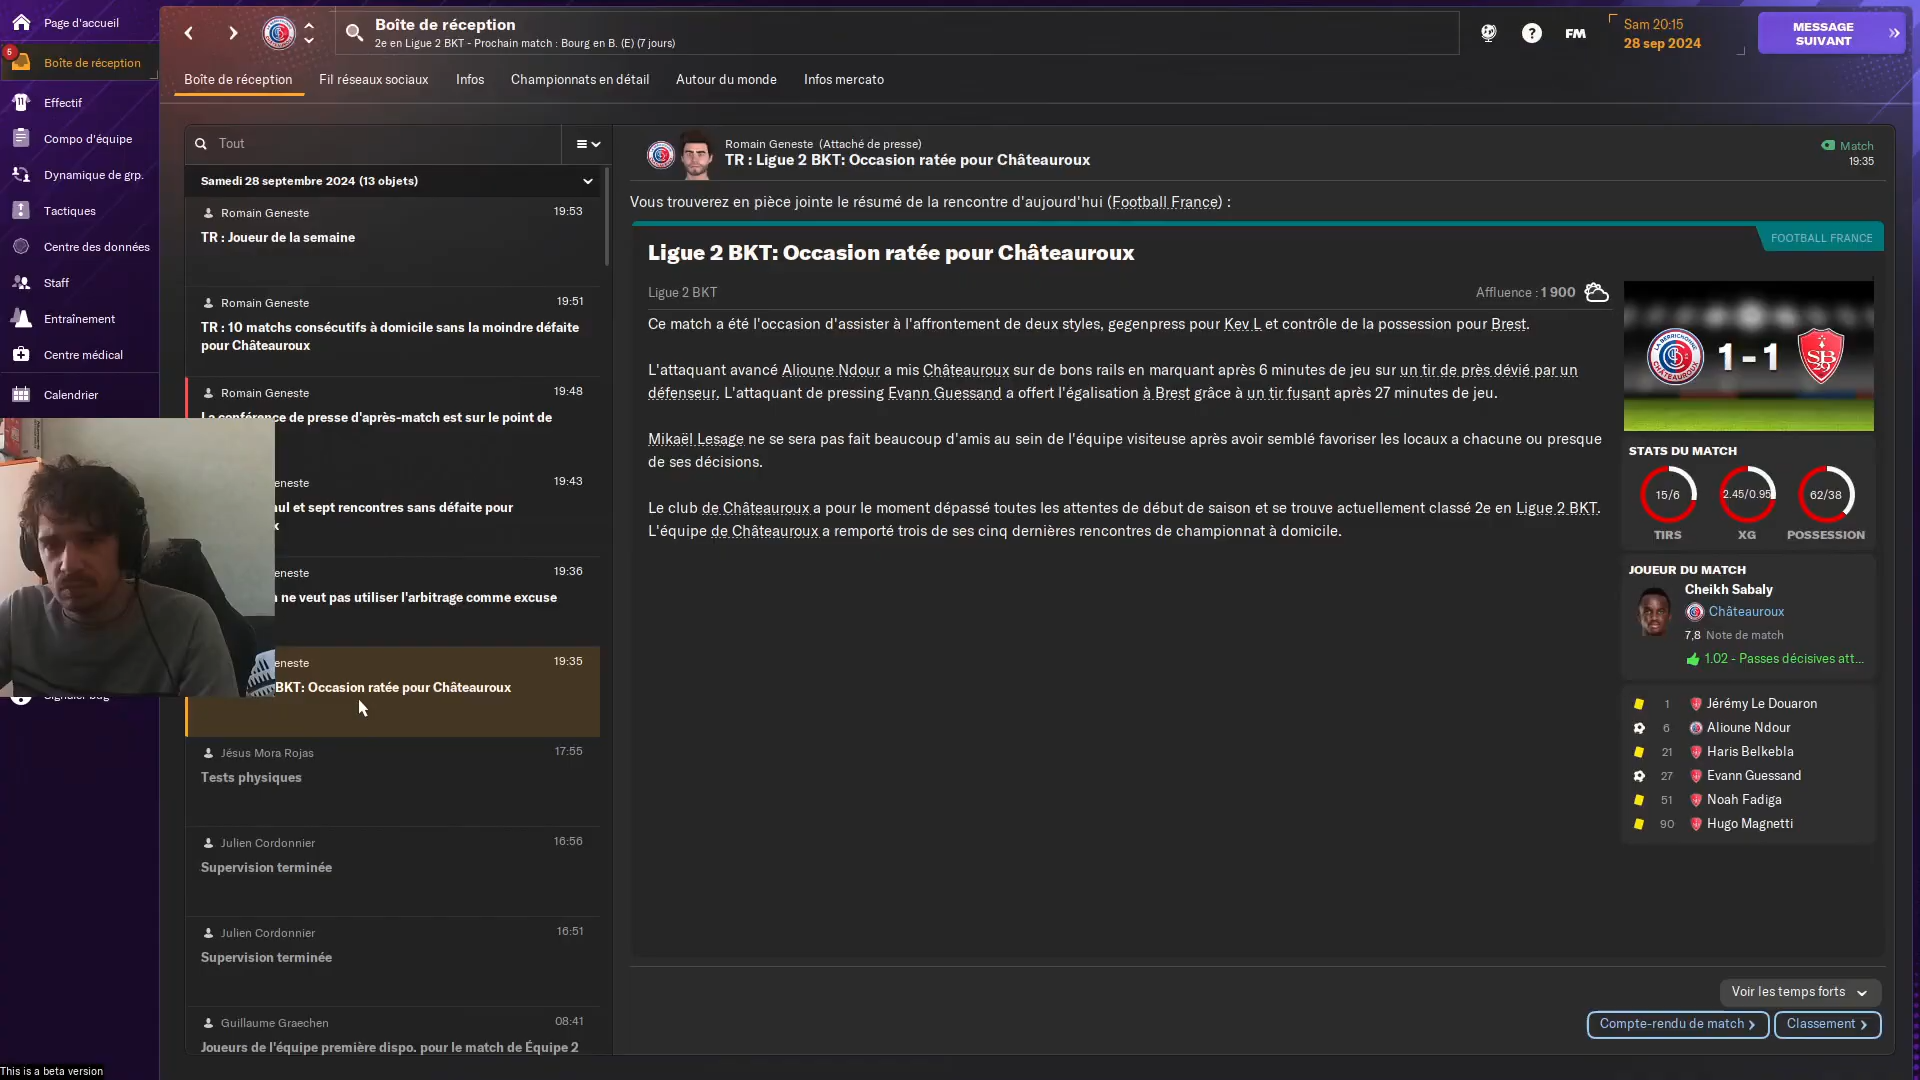 Page d'accueil
6
Boîte de réception
Effectif
Compo d'équipe
Dynamique de grp.
Tactiques
Centre des données
Staff
Entraînement
Centre médical
Calendrier
Boîte de réception
2e en Ligue 2 BKT - Prochain match : Bourg en B. (E) (7 jours)
?
FM
Sam 20:15
28 sep 2024
MESSAGE
SUIVANT
Boîte de réception
Fil réseaux sociaux
Infos
Championnats en détail
Autour du monde
Infos mercato
Tout
Samedi 28 septembre 2024 (13 objets)
Romain Geneste
19:53
TR : Joueur de la semaine
Romain Geneste
19:51
TR : 10 matchs consécutifs à domicile sans la moindre défaite
pour Châteauroux
Romain Geneste
19:48
La conférence de presse d'après-match est sur le point de
eneste
19:43
nul et sept rencontres sans défaite pour
x
eneste
19:36
ne veut pas utiliser l'arbitrage comme excuse
eneste
19:35
BKT: Occasion ratée pour Châteauroux
Jésus Mora Rojas
17:55
Tests physiques
Julien Cordonnier
16:56
Supervision terminée
Julien Cordonnier
16:51
Supervision terminée
Guillaume Graechen
08:41
Joueurs de l'équipe première dispo. pour le match de Équipe 2
Romain Geneste (Attaché de presse)
TR : Ligue 2 BKT: Occasion ratée pour Châteauroux
Match
19:35
Vous trouverez en pièce jointe le résumé de la rencontre d'aujourd'hui (Football France) :
FOOTBALL FRANCE
Ligue 2 BKT: Occasion ratée pour Châteauroux
Ligue 2 BKT
Affluence : 1 900
Ce match a été l'occasion d'assister à l'affrontement de deux styles, gegenpress pour Kev L et contrôle de la possession pour Brest.
L'attaquant avancé Alioune Ndour a mis Châteauroux sur de bons rails en marquant après 6 minutes de jeu sur un tir de près dévié par un
défenseur. L'attaquant de pressing Evann Guessand a offert l'égalisation à Brest grâce à un tir fusant après 27 minutes de jeu.
Mikaël Lesage ne se sera pas fait beaucoup d'amis au sein de l'équipe visiteuse après avoir semblé favoriser les locaux a chacune ou presque
de ses décisions.
Le club de Châteauroux a pour le moment dépassé toutes les attentes de début de saison et se trouve actuellement classé 2e en Ligue 2 BKT.
L'équipe de Châteauroux a remporté trois de ses cinq dernières rencontres de championnat à domicile.
1 - 1
STATS DU MATCH
15/6
2.45/0.95
62/38
TIRS
XG
POSSESSION
JOUEUR DU MATCH
Cheikh Sabaly
Châteauroux
7,8 Note de match
1.02 - Passes décisives att...
1 Jérémy Le Douaron
6 Alioune Ndour
21 Haris Belkebla
27 Evann Guessand
51 Noah Fadiga
90 Hugo Magnetti
Voir les temps forts
Compte-rendu de match
Classement
This is a beta version